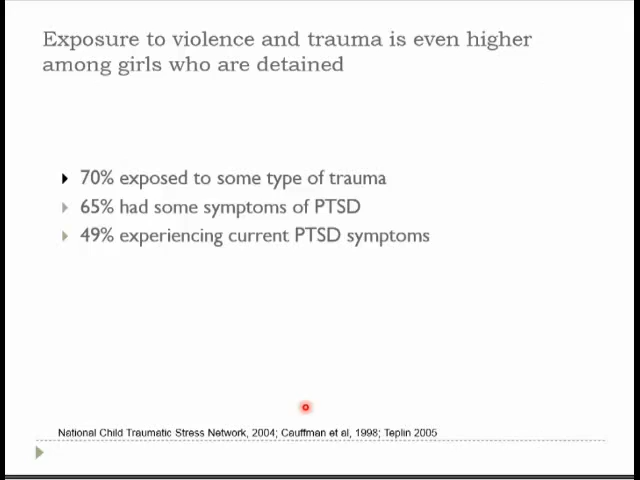 Exposure to violence and trauma is even higher
among girls who are detained
70% exposed to some type of trauma
65% had some symptoms of PTSD
49% experiencing current PTSD symptoms
National Child Traumatic Stress Network, 2004; Cauffman et al, 1998; Teplin 2005